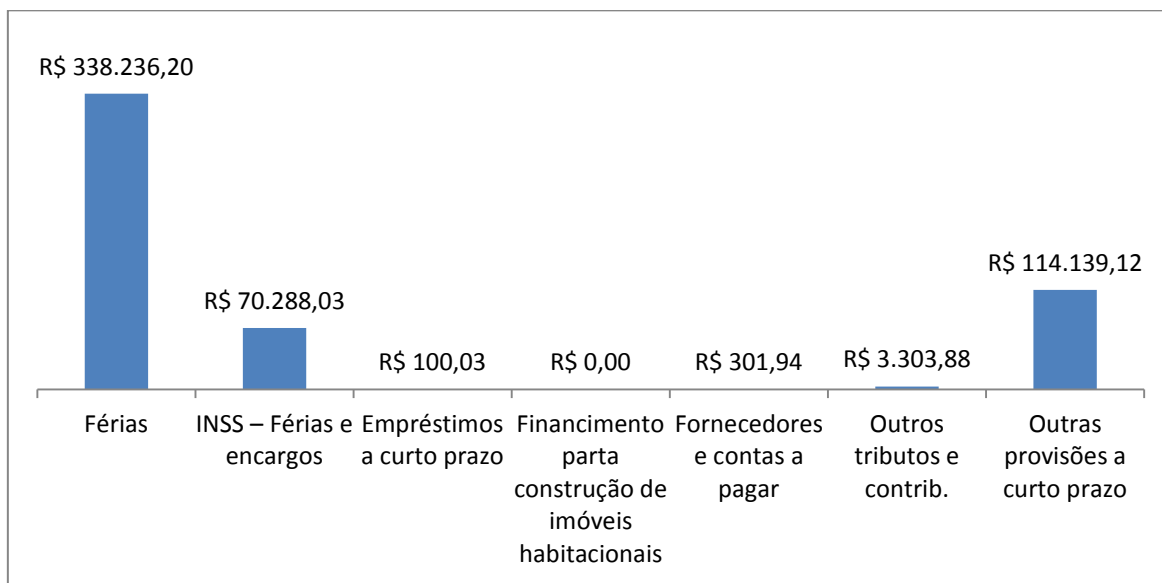 R$ 338.236,20
R$ 70.288,03
R$ 100,03
R$ 0,00
R$ 301,94
R$ 3.303,88
R$ 114.139,12
Férias
INSS – Férias e
encargos
Empréstimos
a curto prazo
Financimento
parta
construção de
imóveis
habitacionais
Fornecedores
e contas a
pagar
Outros
tributos e
contrib.
Outras
provisões a
curto prazo